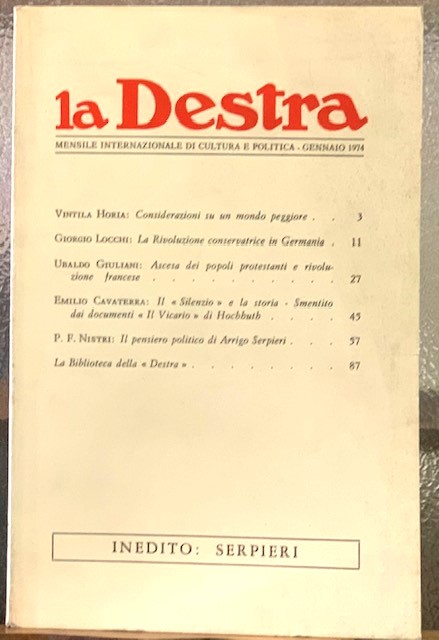 la Destra
MENSILE INTERNAZIONALE DI CULTURA E POLITICA - GENNAIO 1974
VINTILA HORIA: Considerazioni su un mondo peggiore . . 3
GIORGIO LOCCHI: La Rivoluzione conservatrice in Germania . 11
UBALDO GIULIANI: Ascesa dei popoli protestanti e rivolu-
zione francese . . . . . . . . . . 27
EMILIO CAVATERRA: Il « Silenzio » e la storia - Smentito
dai documenti « Il Vicario » di Hochhuth . . . . 45
P. F. NISTRI: Il pensiero politico di Arrigo Serpieri . . . 57
La Biblioteca della « Destra » . . . . . . . 87
INEDITO: SERPIERI